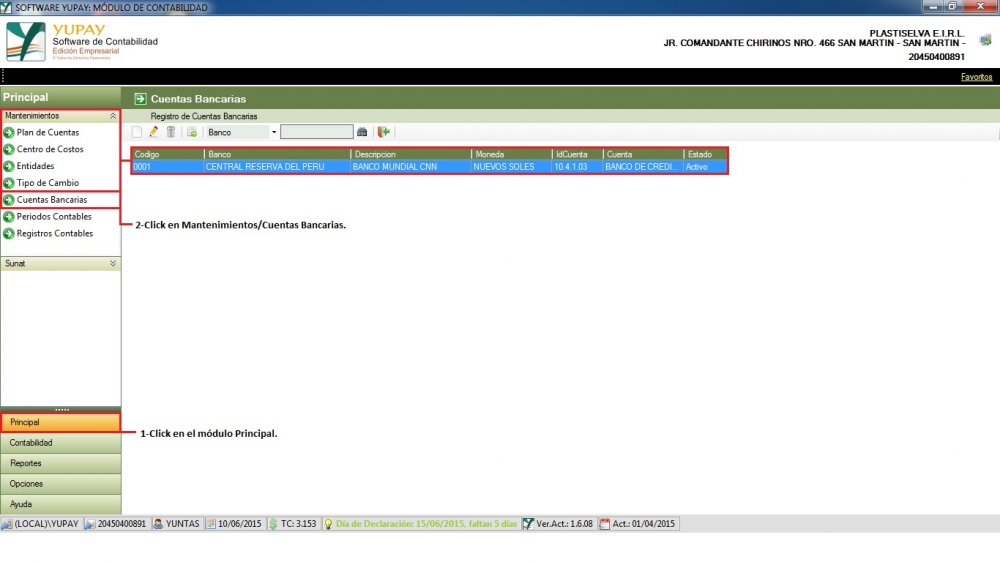 SOFTWARE YUPAY: MÓDULO DE CONTABILIDAD
YUPAY
Software de Contabilidad
Edición Empresarial
© Todos los Derechos Reservados
PLASTISELVA E.I.R.L.
JR. COMANDANTE CHIRINOS NRO. 466 SAN MARTIN - SAN MARTIN -
20450400891
Favoritos
Principal
Cuentas Bancarias
Mantenimientos
Registro de Cuentas Bancarias
Plan de Cuentas
Centro de Costos
Entidades
Tipo de Cambio
Cuentas Bancarias
Periodos Contables
Registros Contables
Sunat
Banco
Codigo Banco Descripcion Moneda IdCuenta Cuenta Estado
0001 CENTRAL RESERVA DEL PERU BANCO MUNDIAL CNN NUEVOS SOLES 10.4.1.03 BANCO DE CREDI... Activo
2-Click en Mantenimientos/Cuentas Bancarias.
Principal
1-Click en el módulo Principal.
Contabilidad
Reportes
Opciones
Ayuda
(LOCAL)\YUPAY 20450400891 YUNTAS 10/06/2015 TC: 3.153 Día de Declaración: 15/06/2015, faltan 5 días Ver.Act.: 1.6.08 Act.: 01/04/2015